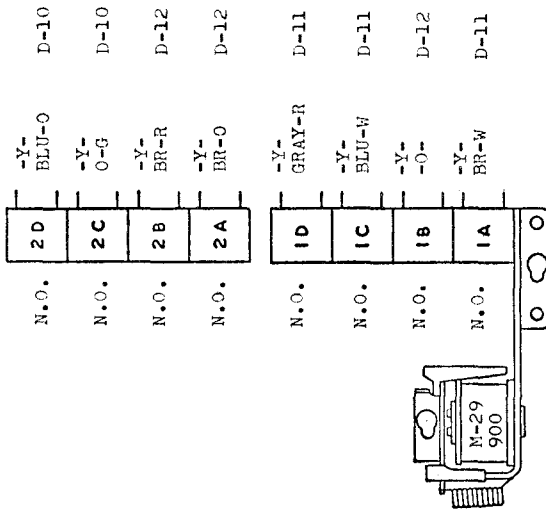 D-10
D-10
D-12
D-12
D-11
D-11
D-12
D-11
-Y-
BLU-O
-Y-
O-G
-Y-
BR-R
-Y-
BR-O
-Y-
GRAY-R
-Y-
BLU-W
-Y-
-O-
-Y-
BR-W
2D
2C
2B
2A
1D
1C
1B
1A
N.O.
N.O.
N.O.
N.O.
N.O.
N.O.
N.O.
N.O.
M-29
900